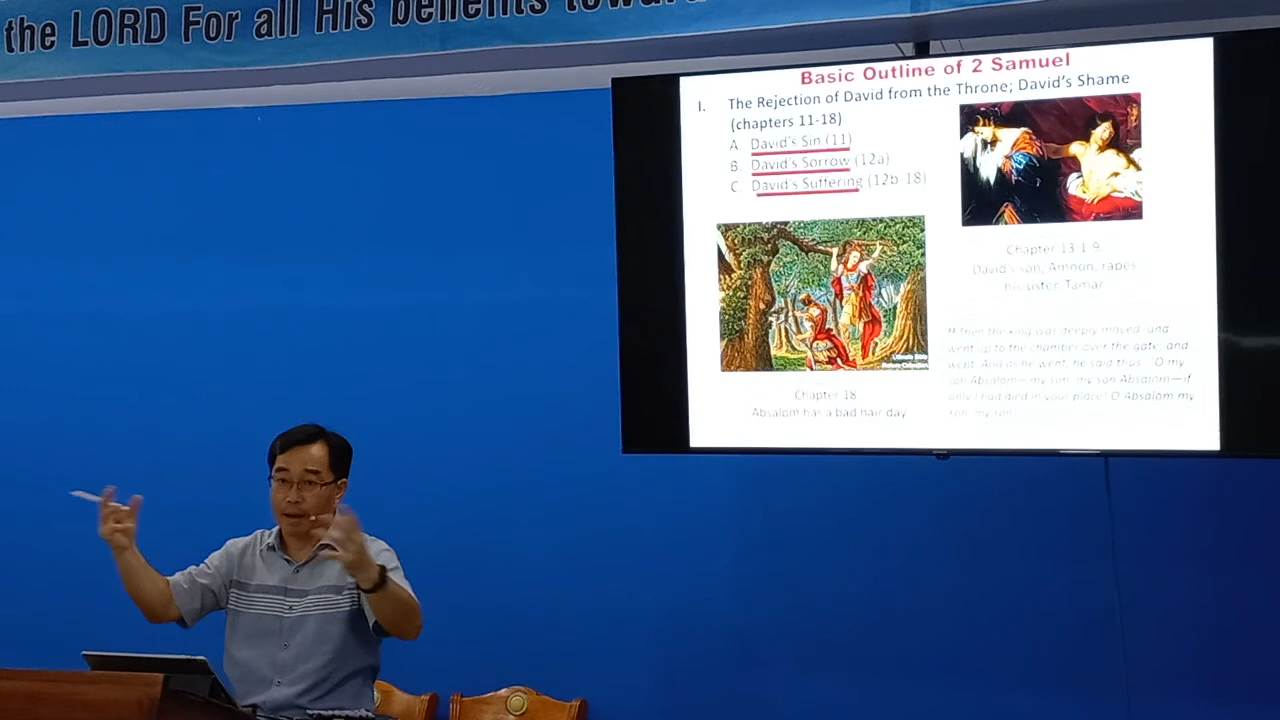 the LORD For all His benefits toward
Basic Outline of 2 Samuel
I. The Rejection of David from the Throne; David's Shame
(chapters 11-18)
A. David's Sin (11)
B. David's Sorrow (12a)
C. David's Suffering (12b-18)
Chapter 13:1-9
David's son, Amnon, rapes
his sister, Tamar
Chapter 18
Absalom has a bad hair day
Then the king was deeply moved, and
went up to the chamber over the gate, and
wept. And as he went, he said thus: "O my
son Absalom—my son, my son Absalom—if
only I had died in your place! O Absalom my
son, my son